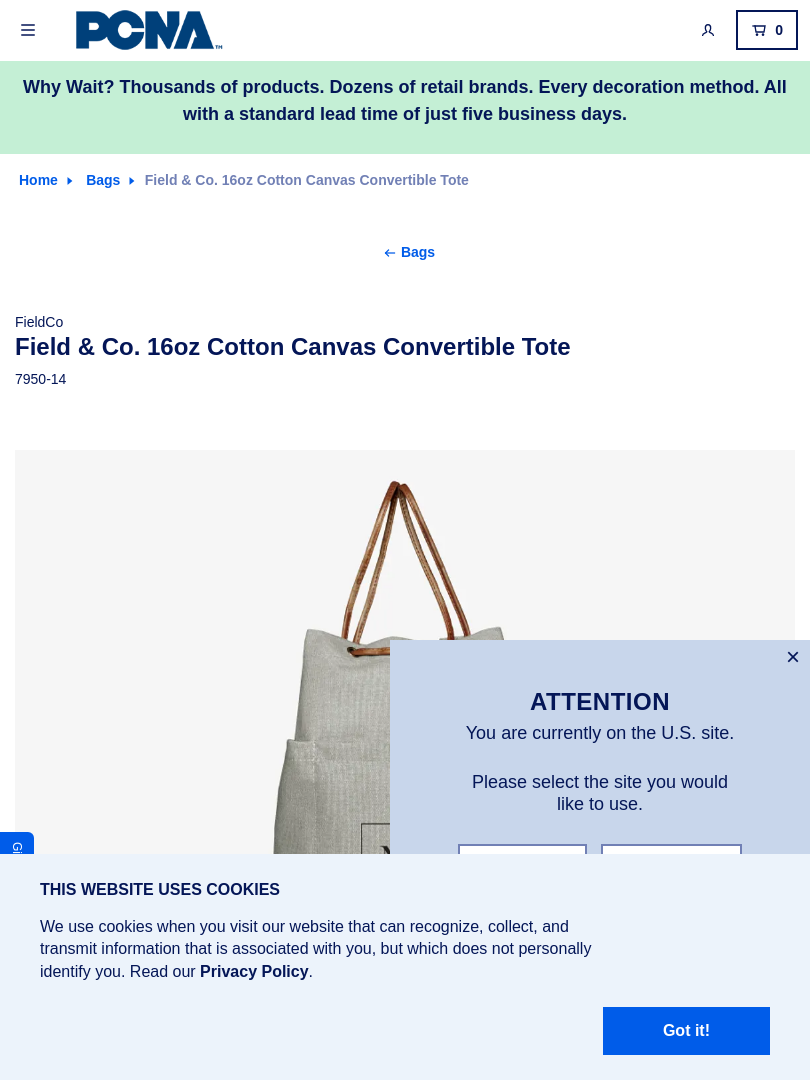 PCNA™
0
Why Wait? Thousands of products. Dozens of retail brands. Every decoration method. All
with a standard lead time of just five business days.
Home Bags Field & Co. 16oz Cotton Canvas Convertible Tote
Bags
FieldCo
Field & Co. 16oz Cotton Canvas Convertible Tote
7950-14
ATTENTION
You are currently on the U.S. site.
Please select the site you would
like to use.
THIS WEBSITE USES COOKIES
We use cookies when you visit our website that can recognize, collect, and
transmit information that is associated with you, but which does not personally
identify you. Read our Privacy Policy.
Got it!